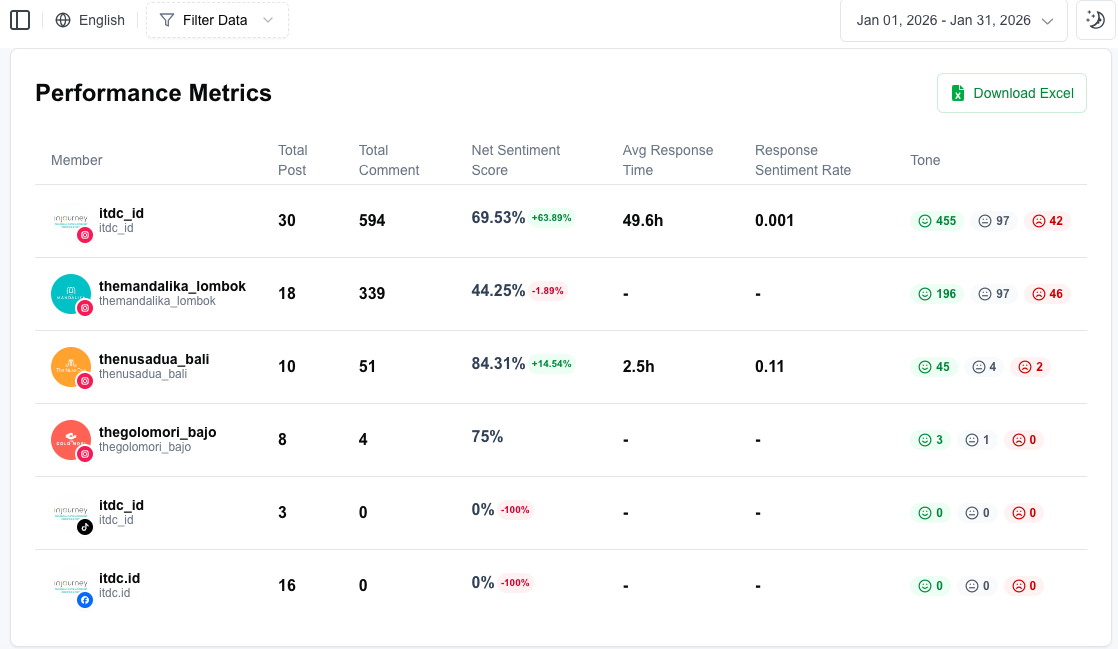 English
Filter Data
Jan 01, 2026 - Jan 31, 2026
Performance Metrics
Download Excel
Member
Total Post
Total Comment
Net Sentiment Score
Avg Response Time
Response Sentiment Rate
Tone
injourney
itdc_id
itdc_id
30
594
69.53% +63.89%
49.6h
0.001
455
97
42
themandalika_lombok
themandalika_lombok
18
339
44.25% -1.89%
-
-
196
97
46
thenusadua_bali
thenusadua_bali
10
51
84.31% +14.54%
2.5h
0.11
45
4
2
thegolomori_bajo
thegolomori_bajo
8
4
75%
-
-
3
1
0
injourney
itdc_id
itdc_id
3
0
0% -100%
-
-
0
0
0
injourney
itdc.id
itdc.id
16
0
0% -100%
-
-
0
0
0